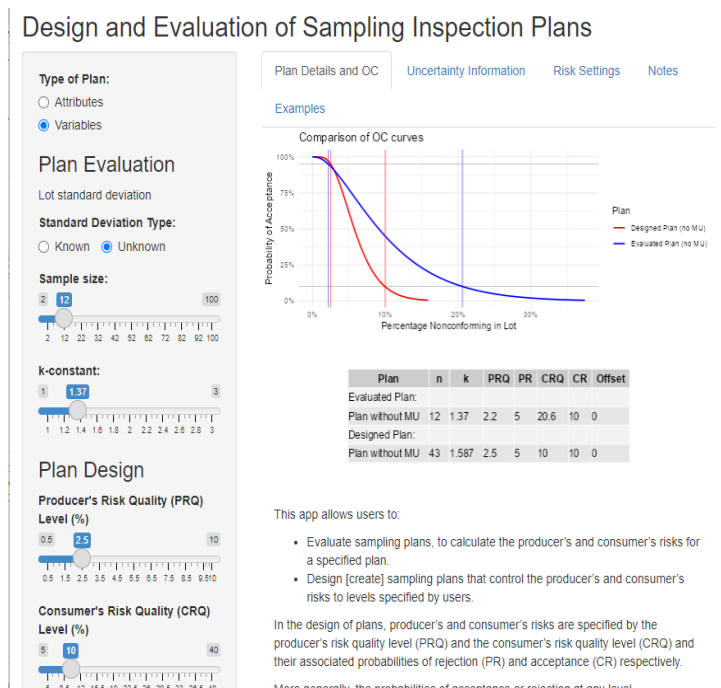 Design and Evaluation of Sampling Inspection Plans
Type of Plan:
Attributes
Variables
Plan Evaluation
Lot standard deviation
Standard Deviation Type:
Known Unknown
Sample size:
2 12 100
2 12 22 32 42 52 62 72 82 92 100
k-constant:
1 1.37 3
1 1.2 1.4 1.6 1.8 2 2.2 2.4 2.6 2.8 3
Plan Design
Producer's Risk Quality (PRQ)
Level (%)
0.5 2.5 10
0.5 1.5 2.5 3.5 4.5 5.5 6.5 7.5 8.5 9.510
Consumer's Risk Quality (CRQ)
Level (%)
5 10 40
Plan Details and OC Uncertainty Information Risk Settings Notes
Examples
Comparison of OC curves
Probability of Acceptance
100%
75%
50%
25%
0%
0% 10% 20% 30%
Percentage Nonconforming in Lot
Plan
Designed Plan (no MU)
Evaluated Plan (no MU)
Plan n k PRQ PR CRQ CR Offset
Evaluated Plan:
Plan without MU 12 1.37 2.2 5 20.6 10 0
Designed Plan:
Plan without MU 43 1.587 2.5 5 10 10 0
This app allows users to:
• Evaluate sampling plans, to calculate the producer's and consumer's risks for
a specified plan.
• Design [create] sampling plans that control the producer's and consumer's
risks to levels specified by users.
In the design of plans, producer's and consumer's risks are specified by the
producer's risk quality level (PRQ) and the consumer's risk quality level (CRQ) and
their associated probabilities of rejection (PR) and acceptance (CR) respectively.
More generally, the probabilities of acceptance or rejection at any level